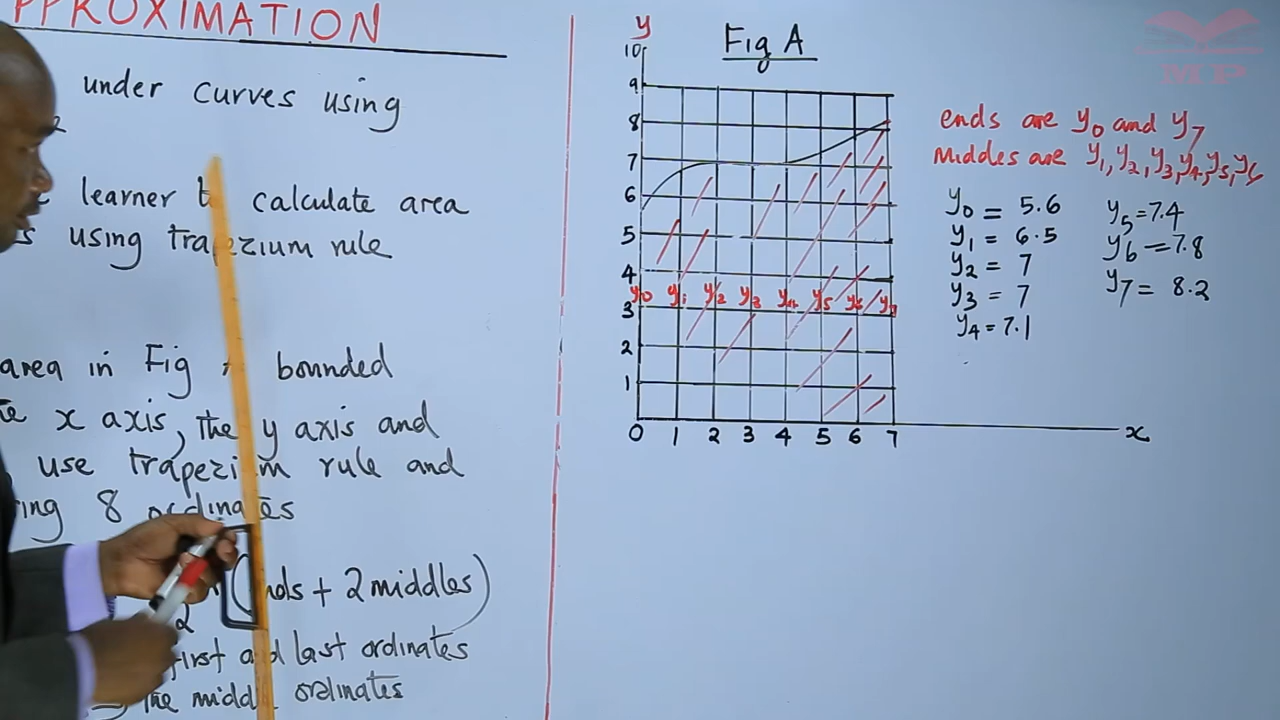 PPROXIMATION
under curves using
learner to calculate area
using trapezium rule
area in Fig bounded
x axis, the y axis and
use trapezium rule and
8 ordinates
2
(ends + 2 middles)
first and last ordinates
the middle ordinates
Fig A
y
10
9
8
7
6
5
4
y0 y1 y2 y3 y4 y5 y6 y7
3
2
1
0 1 2 3 4 5 6 7 x
MP
ends are y0 and y7
Middles are y1, y2, y3, y4, y5, y6
y0 = 5.6
y1 = 6.5
y2 = 7
y3 = 7
y4 = 7.1
y5 = 7.4
y6 = 7.8
y7 = 8.2